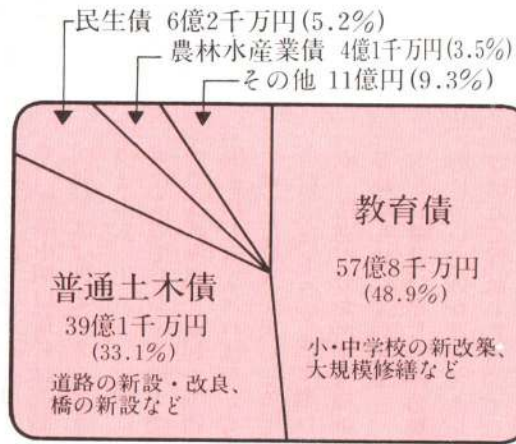 民生債 6億2千万円(5.2%)
農林水産業債 4億1千万円(3.5%)
その他 11億円(9.3%)
教育債
57億8千万円
(48.9%)
小・中学校の新改築、
大規模修繕など
普通土木債
39億1千万円
(33.1%)
道路の新設・改良、
橋の新設など